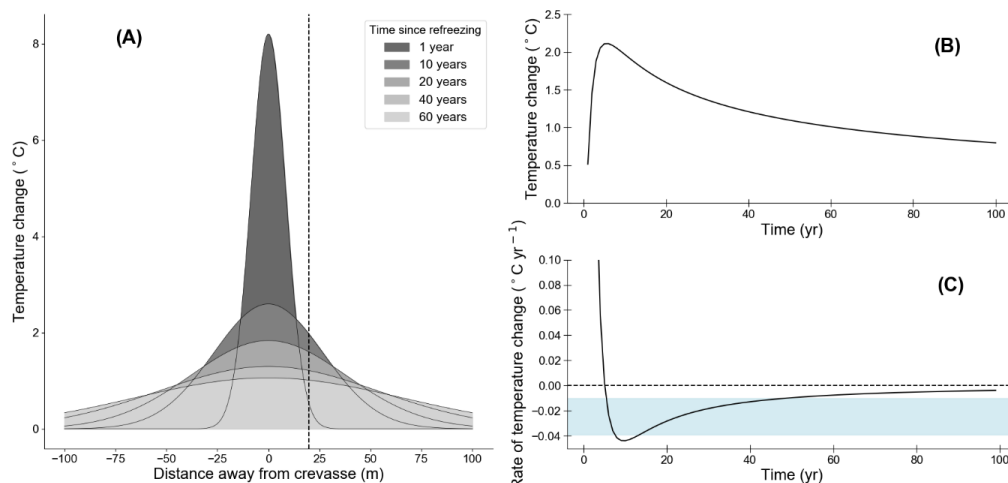 (A)
Time since refreezing
1 year
10 years
20 years
40 years
60 years
8
6
4
2
0
Temperature change (°C)
−100 −75 −50 −25 0 25 50 75 100
Distance away from crevasse (m)
(B)
2.5
2.0
1.5
1.0
0.5
0.0
Temperature change (°C)
0 20 40 60 80 100
Time (yr)
(C)
0.10
0.08
0.06
0.04
0.02
0.00
−0.02
−0.04
Rate of temperature change (°C yr⁻¹)
0 20 40 60 80 100
Time (yr)